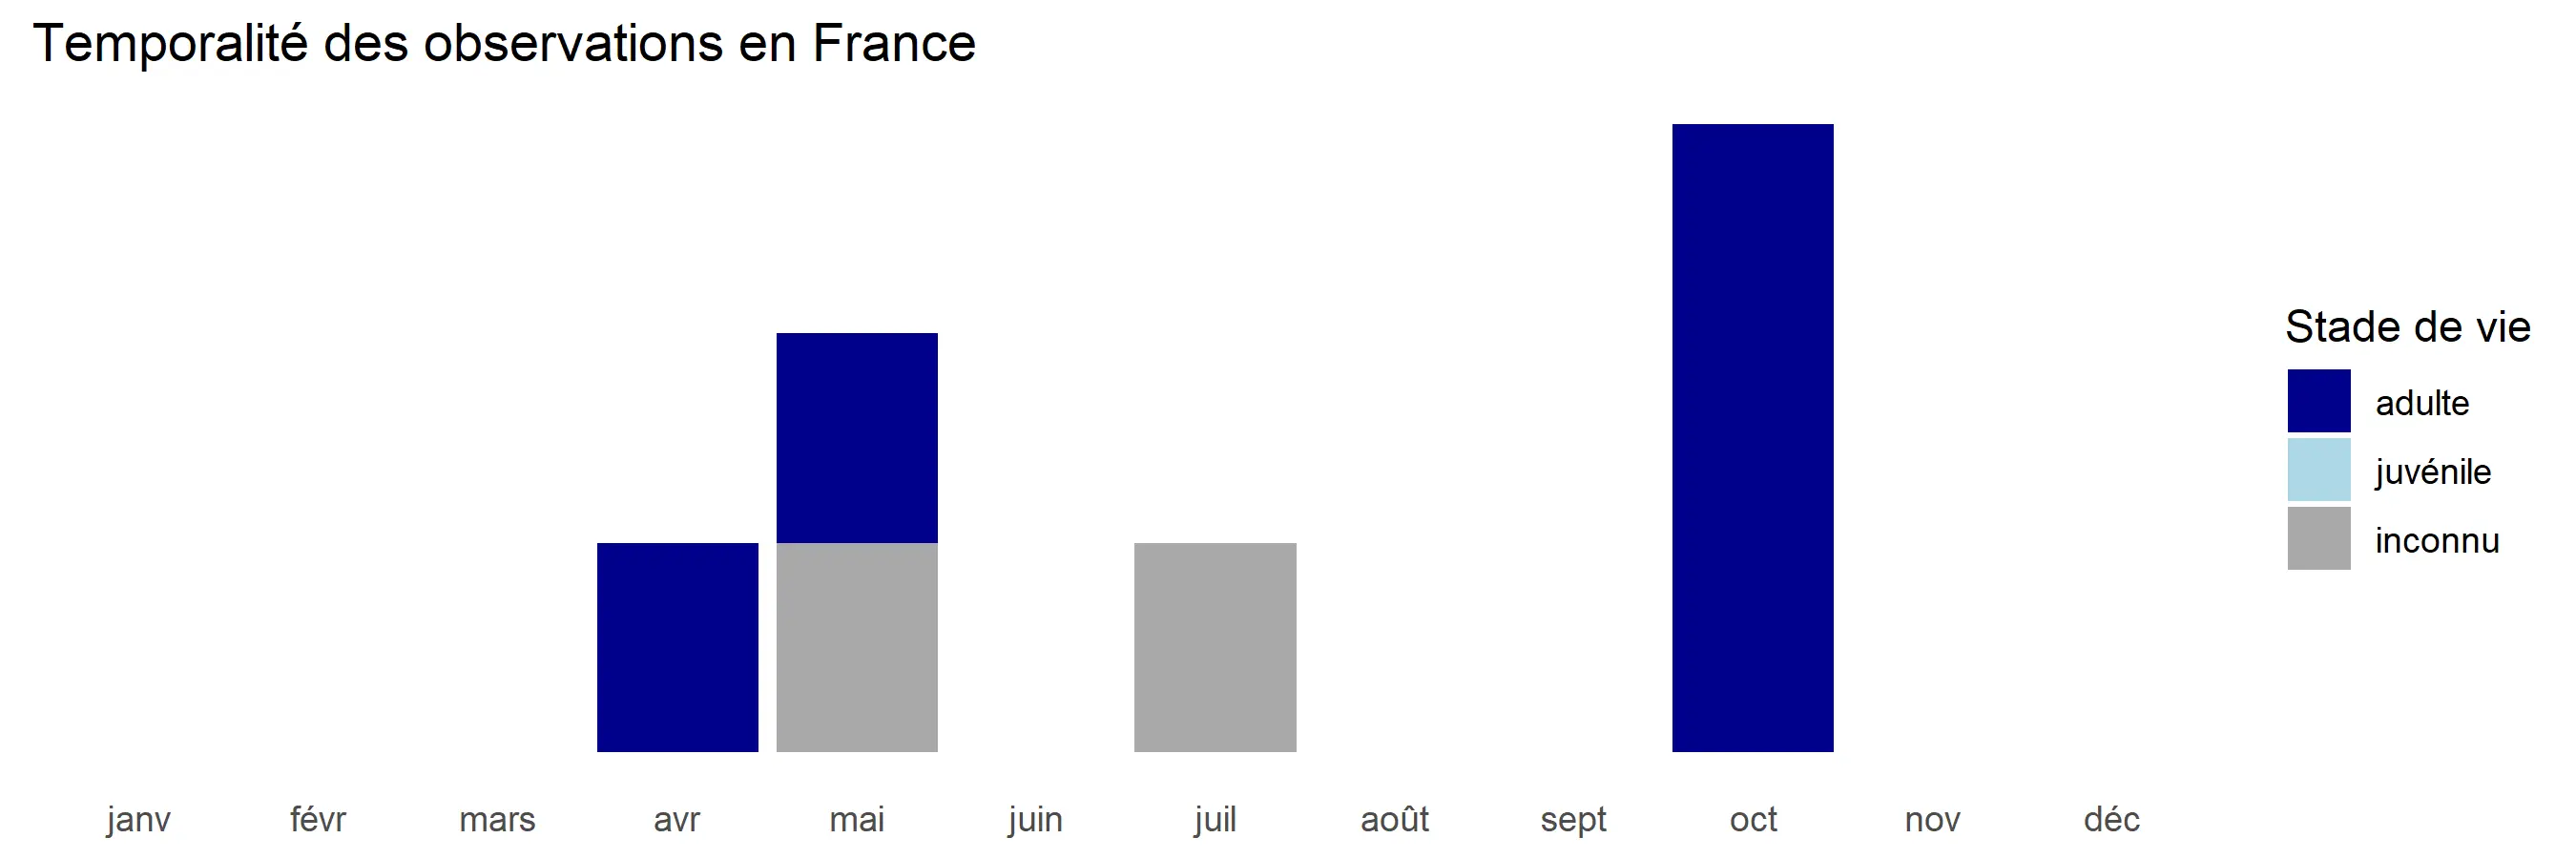 Temporalité des observations en France
Stade de vie
adulte
juvénile
inconnu
janv févr mars avr mai juin juil août sept oct nov déc